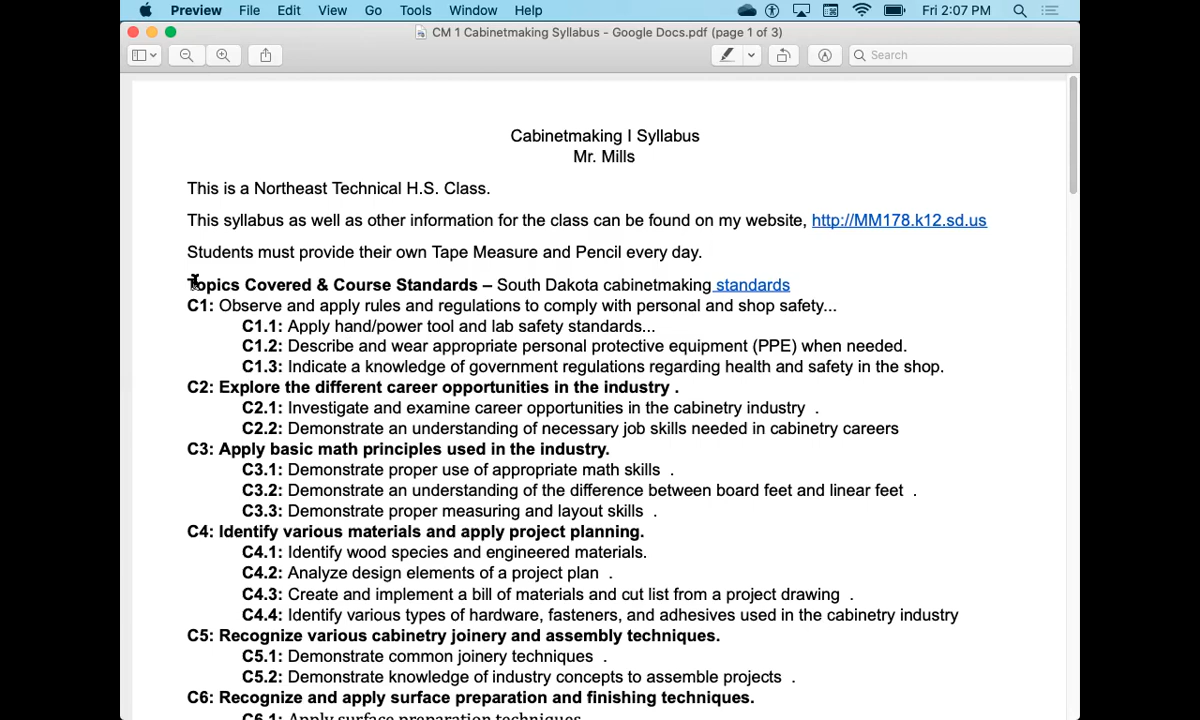 Preview File Edit View Go Tools Window Help Fri 2:07 PM
CM 1 Cabinetmaking Syllabus - Google Docs.pdf (page 1 of 3)
Search
Cabinetmaking I Syllabus
Mr. Mills
This is a Northeast Technical H.S. Class.
This syllabus as well as other information for the class can be found on my website, http://MM178.k12.sd.us
Students must provide their own Tape Measure and Pencil every day.
Topics Covered & Course Standards – South Dakota cabinetmaking standards
C1: Observe and apply rules and regulations to comply with personal and shop safety...
C1.1: Apply hand/power tool and lab safety standards...
C1.2: Describe and wear appropriate personal protective equipment (PPE) when needed.
C1.3: Indicate a knowledge of government regulations regarding health and safety in the shop.
C2: Explore the different career opportunities in the industry .
C2.1: Investigate and examine career opportunities in the cabinetry industry .
C2.2: Demonstrate an understanding of necessary job skills needed in cabinetry careers
C3: Apply basic math principles used in the industry.
C3.1: Demonstrate proper use of appropriate math skills .
C3.2: Demonstrate an understanding of the difference between board feet and linear feet .
C3.3: Demonstrate proper measuring and layout skills .
C4: Identify various materials and apply project planning.
C4.1: Identify wood species and engineered materials.
C4.2: Analyze design elements of a project plan .
C4.3: Create and implement a bill of materials and cut list from a project drawing .
C4.4: Identify various types of hardware, fasteners, and adhesives used in the cabinetry industry
C5: Recognize various cabinetry joinery and assembly techniques.
C5.1: Demonstrate common joinery techniques .
C5.2: Demonstrate knowledge of industry concepts to assemble projects .
C6: Recognize and apply surface preparation and finishing techniques.
C6.1: Apply surface preparation techniques